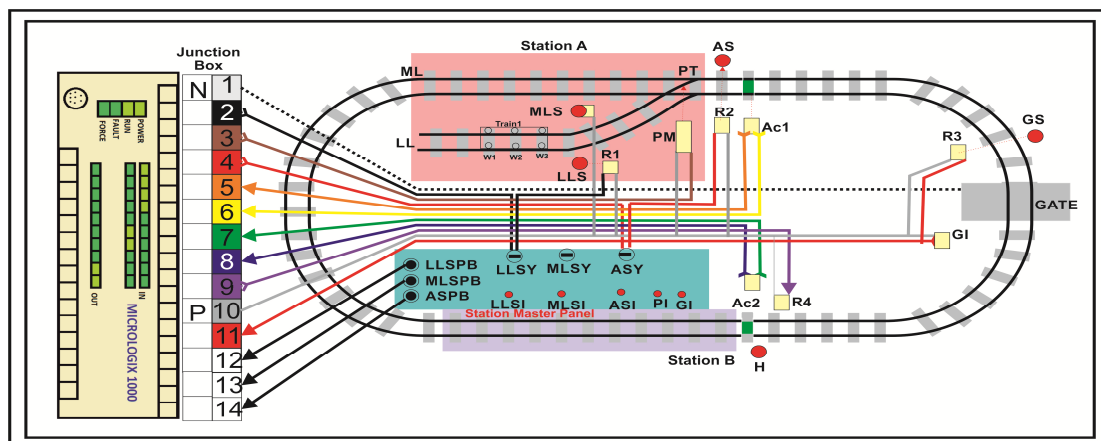 Junction
Box
N 1
2
3
4
5
6
7
8
9
P 10
11
12
13
14
POWER
RUN
FAULT
FORCE
OUT
IN
MICROLOGIX 1000
Station A
ML
PT
AS
MLS
Train1
W1 W2 W3
LL
LLS
R1
PM
R2
Ac1
R3
GS
GATE
GI
LLSPB
MLSPB
ASPB
LLSY
MLSY
ASY
LLSI
MLSI
ASI
PI
GI
Station Master Panel
Ac2
R4
Station B
H